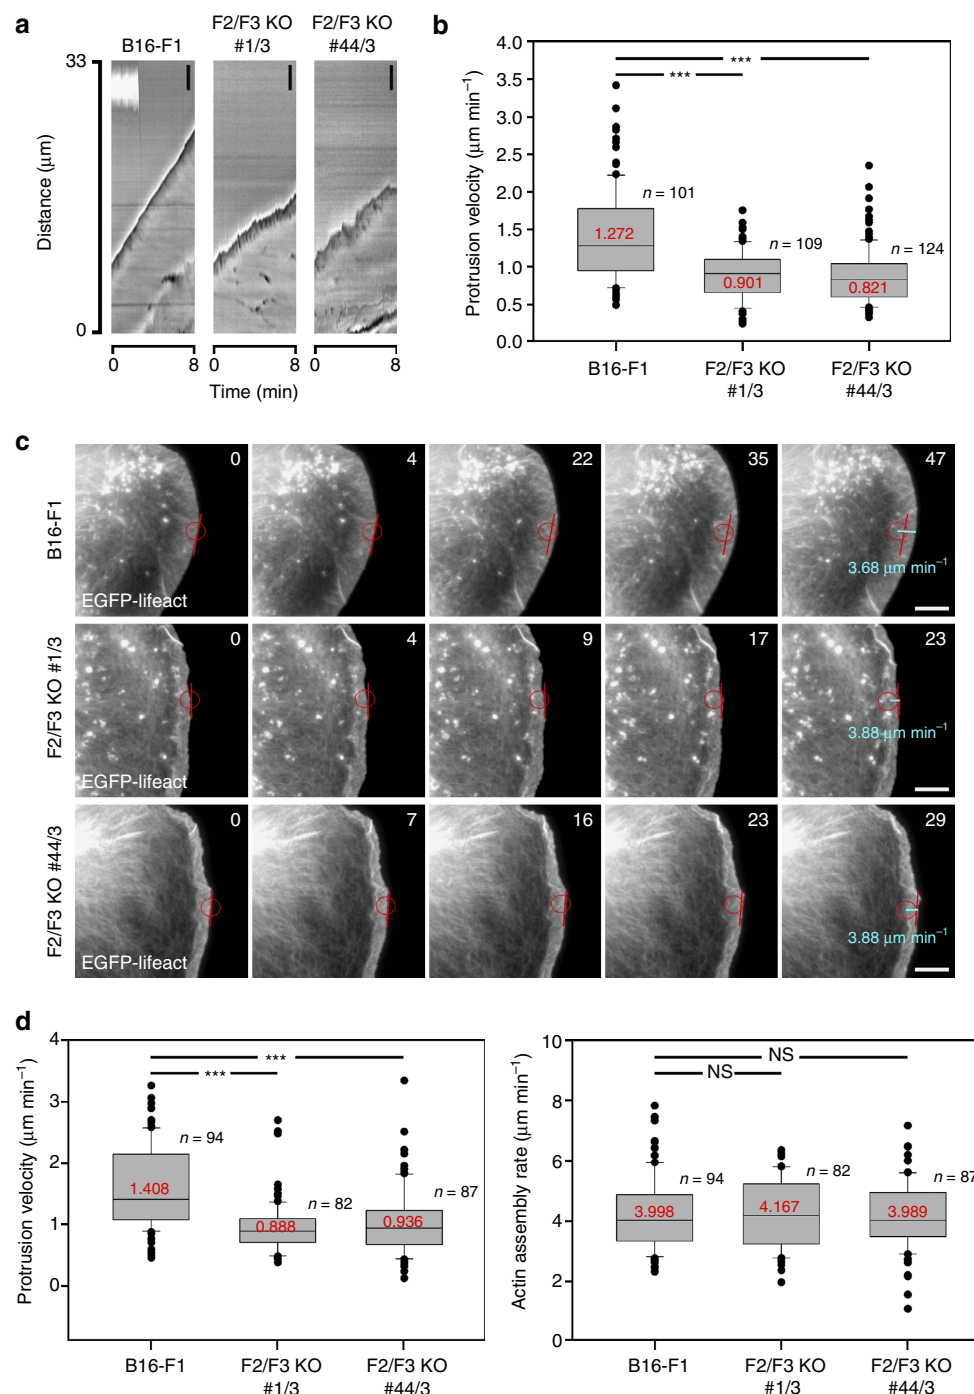 a
B16-F1
F2/F3 KO
#1/3
F2/F3 KO
#44/3
33
0
Distance (μm)
0 8
0 8
0 8
Time (min)
b
4.0
3.5
3.0
2.5
2.0
1.5
1.0
0.5
0.0
Protrusion velocity (μm min⁻¹)
***
***
n = 101
n = 109
n = 124
1.272
0.901
0.821
B16-F1
F2/F3 KO
#1/3
F2/F3 KO
#44/3
c
B16-F1
0
4
22
35
47
3.68 μm min⁻¹
EGFP-lifeact
F2/F3 KO #1/3
0
4
9
17
23
3.88 μm min⁻¹
EGFP-lifeact
F2/F3 KO #44/3
0
7
16
23
29
3.88 μm min⁻¹
EGFP-lifeact
d
4
3
2
1
0
Protrusion velocity (μm min⁻¹)
***
***
n = 94
n = 82
n = 87
1.408
0.888
0.936
B16-F1
F2/F3 KO
#1/3
F2/F3 KO
#44/3
10
8
6
4
2
0
Actin assembly rate (μm min⁻¹)
NS
NS
n = 94
n = 82
n = 87
3.998
4.167
3.989
B16-F1
F2/F3 KO
#1/3
F2/F3 KO
#44/3